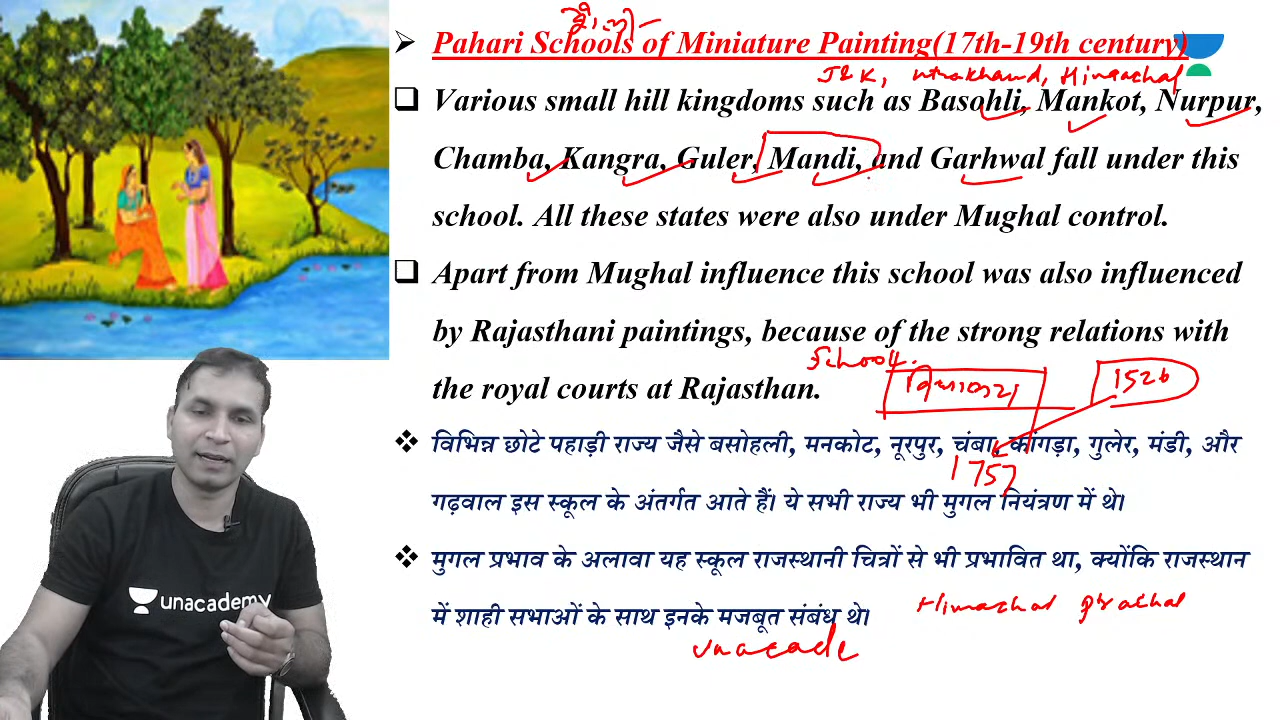 शैली -
Pahari Schools of Miniature Painting(17th-19th century)
J&K, Uttrakhand, Himachal
Various small hill kingdoms such as Basohli, Mankot, Nurpur,
Chamba, Kangra, Guler, Mandi, and Garhwal fall under this
school. All these states were also under Mughal control.
Apart from Mughal influence this school was also influenced
by Rajasthani paintings, because of the strong relations with
School
the royal courts at Rajasthan.
1526
विभिन्न छोटे पहाड़ी राज्य जैसे बसोहली, मनकोट, नूरपुर, चंबा, कांगड़ा, गुलेर, मंडी, और
1757
गढ़वाल इस स्कूल के अंतर्गत आते हैं। ये सभी राज्य भी मुगल नियंत्रण में थे।
मुगल प्रभाव के अलावा यह स्कूल राजस्थानी चित्रों से भी प्रभावित था, क्योंकि राजस्थान
Himachal
में शाही सभाओं के साथ इनके मजबूत संबंध थे।
unacade
unacademy